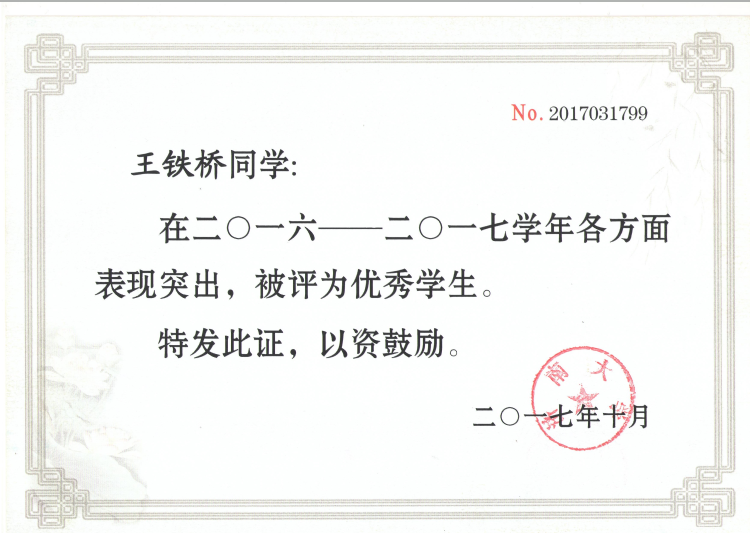 No. 2017031799
王铁桥同学:
在二〇一六——二〇一七学年各方面
表现突出，被评为优秀学生。
特发此证，以资鼓励。
南大
二〇一七年十月